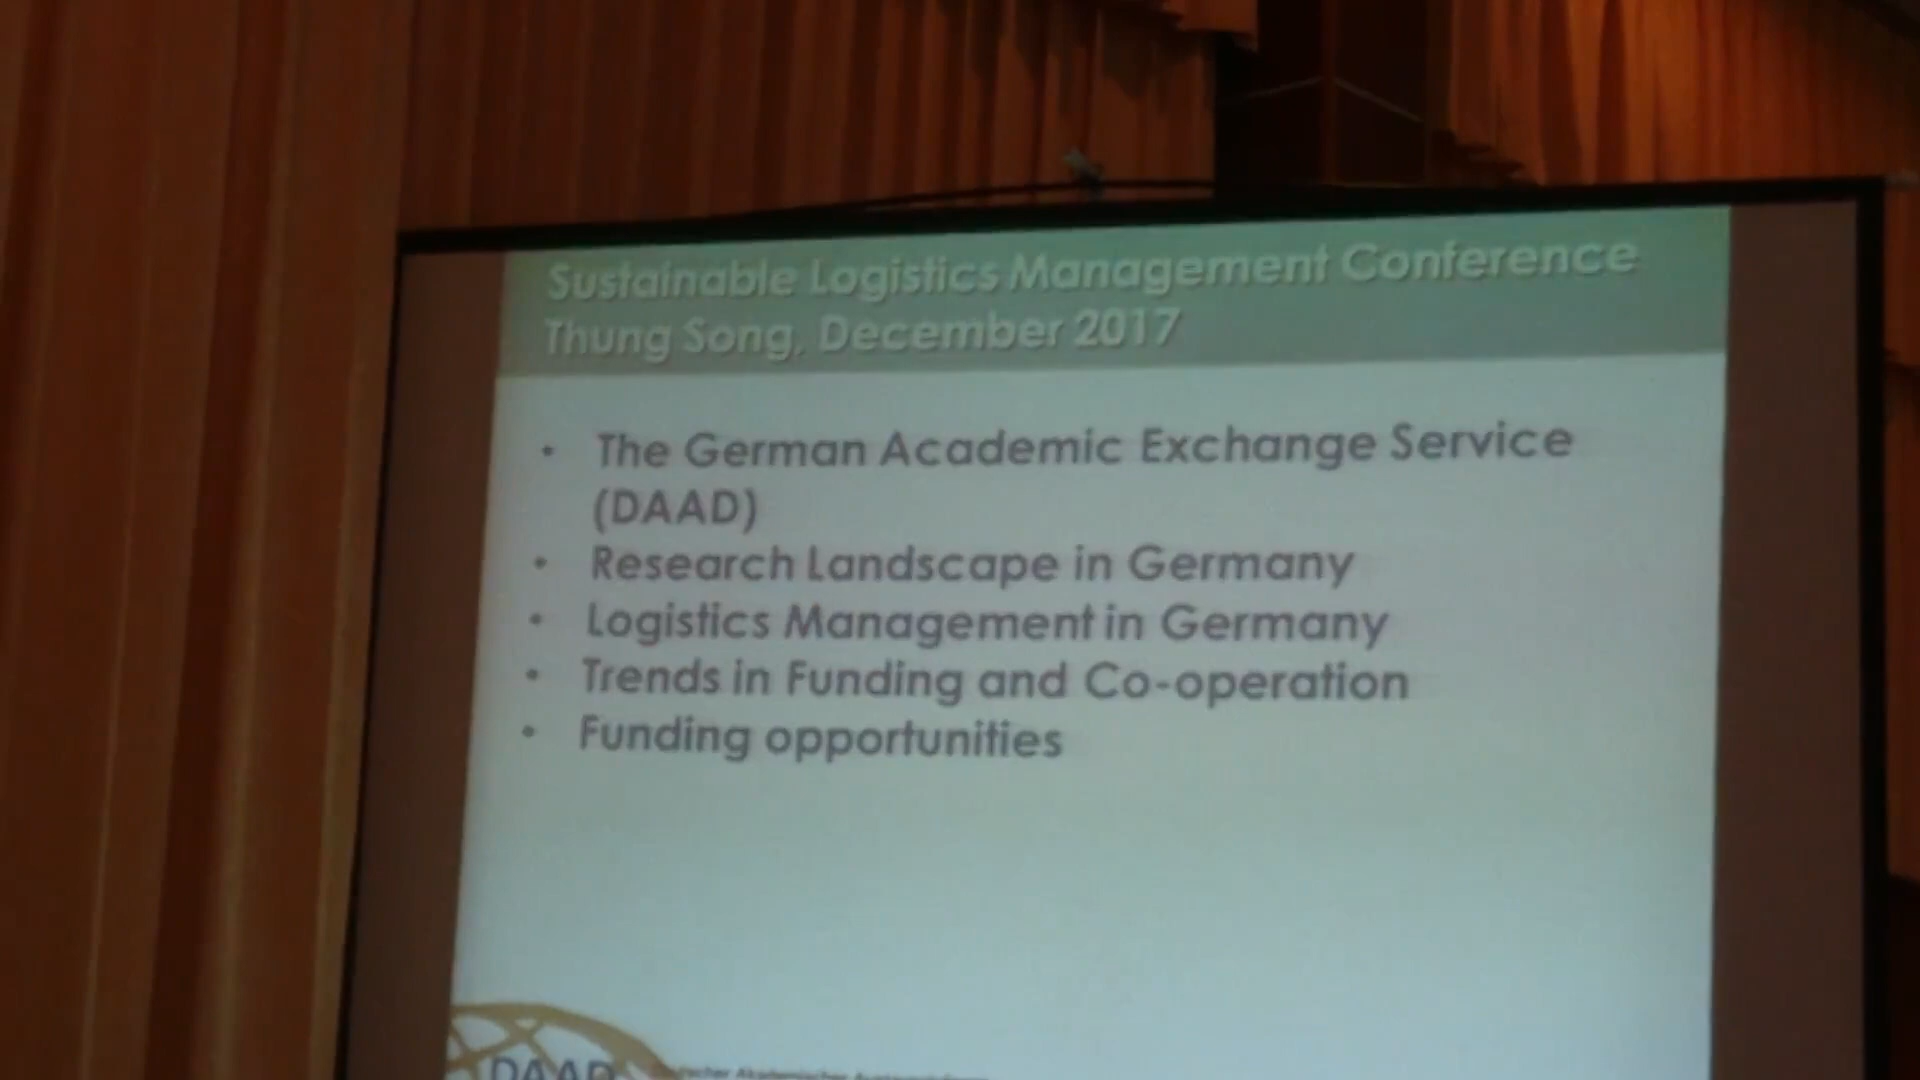 Sustainable Logistics Management Conference
Thung Song, December 2017
• The German Academic Exchange Service
(DAAD)
• Research Landscape in Germany
• Logistics Management in Germany
• Trends in Funding and Co-operation
• Funding opportunities
DAAD